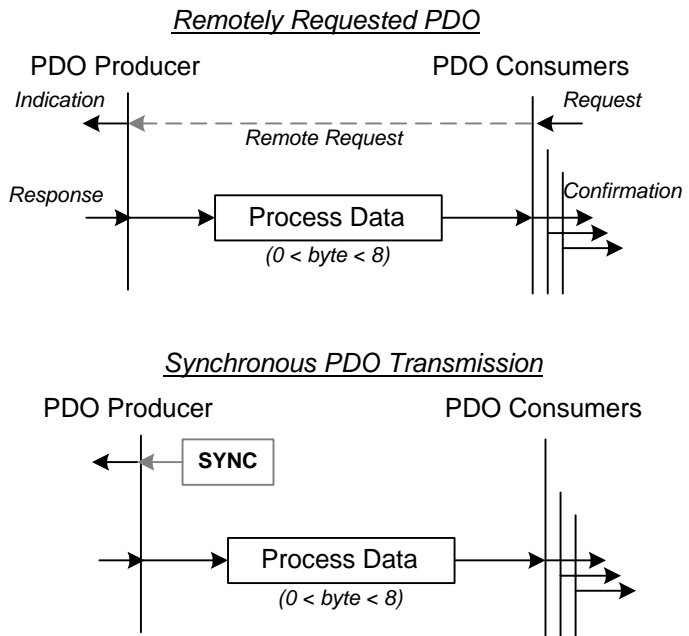 Remotely Requested PDO
PDO Producer
PDO Consumers
Indication
Request
Remote Request
Response
Process Data
Confirmation
(0 < byte < 8)
Synchronous PDO Transmission
PDO Producer
PDO Consumers
SYNC
Process Data
(0 < byte < 8)